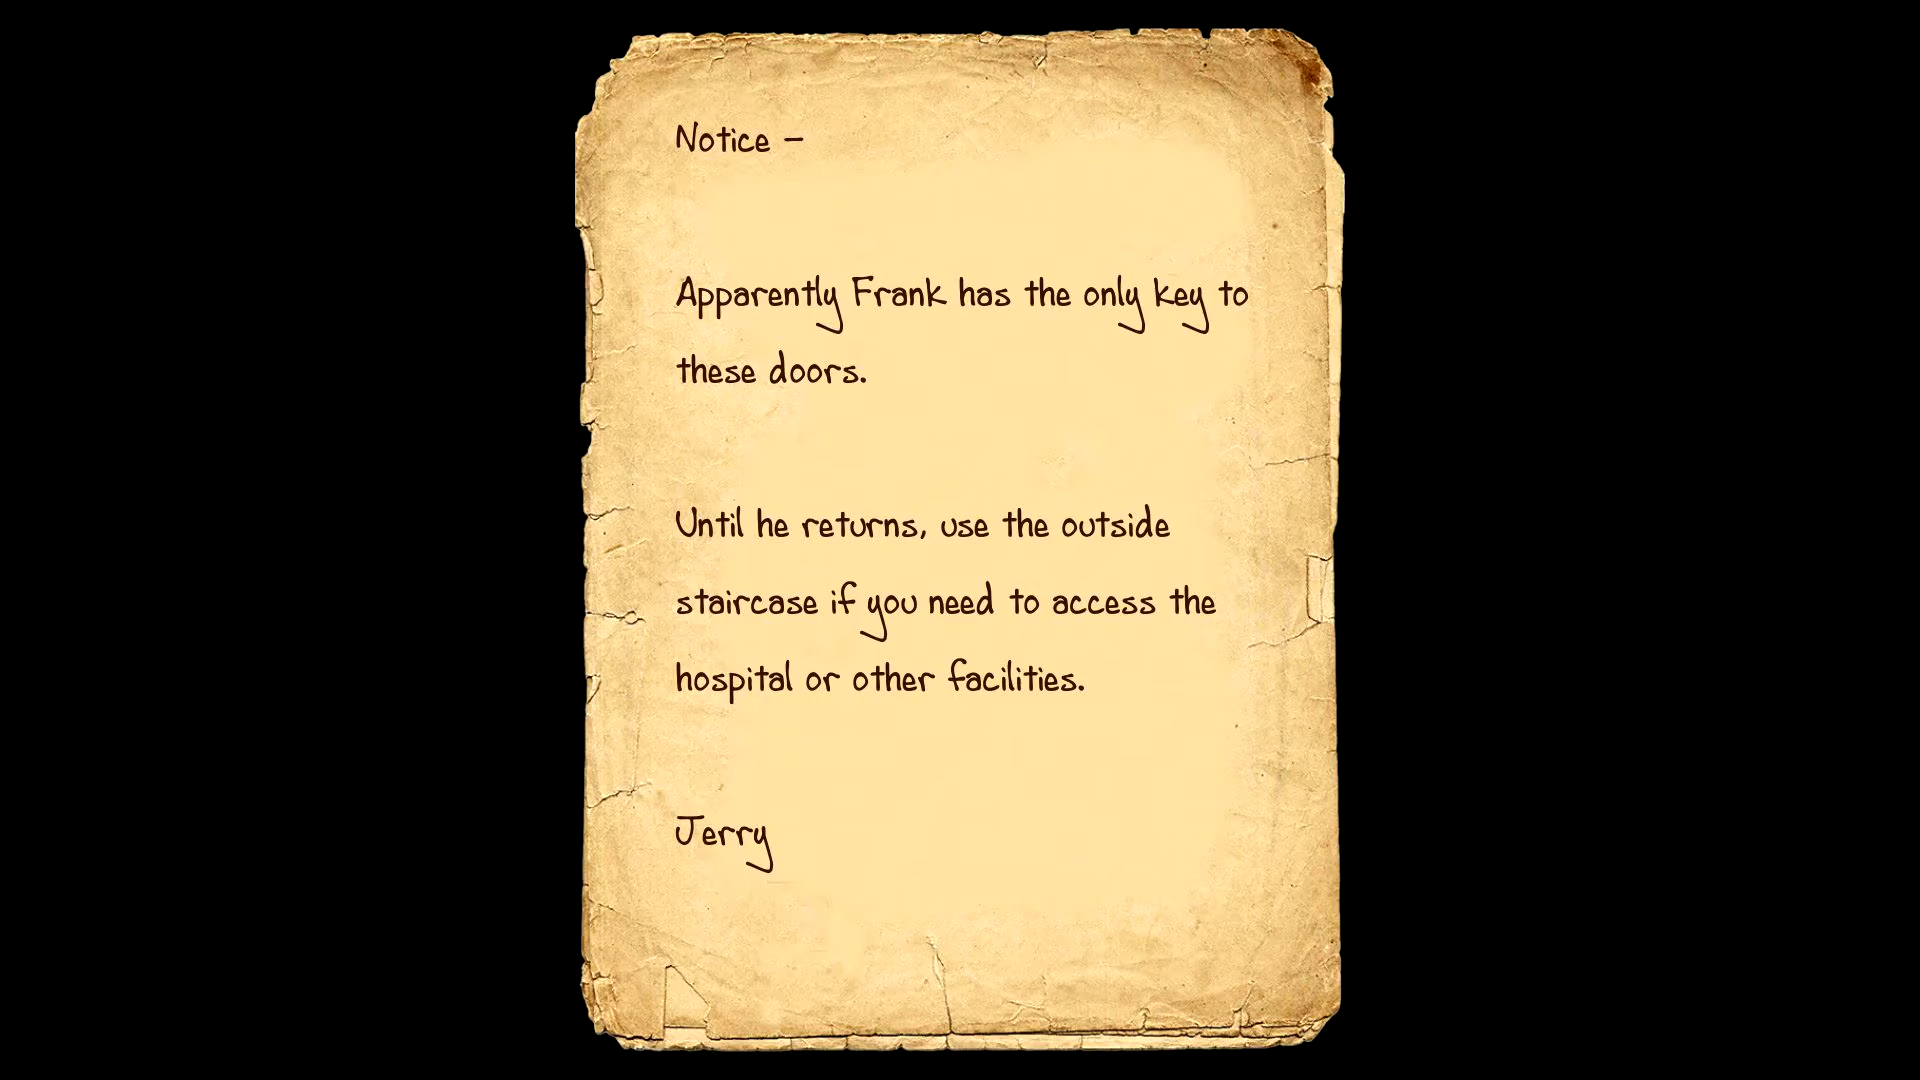 Notice –
Apparently Frank has the only key to
these doors.
Until he returns, use the outside
staircase if you need to access the
hospital or other facilities.
Jerry